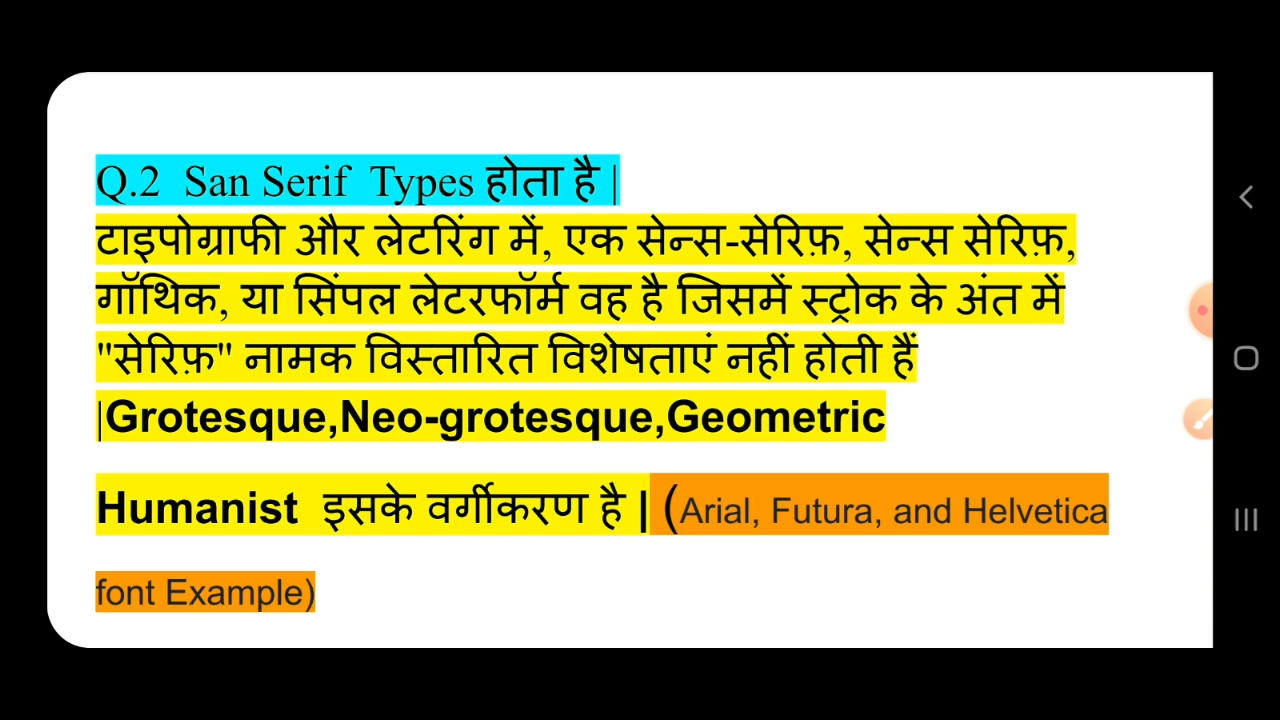 Q.2 San Serif Types होता है |
टाइपोग्राफी और लेटरिंग में, एक सेन्स-सेरिफ़, सेन्स सेरिफ़,
गॉथिक, या सिंपल लेटरफॉर्म वह है जिसमें स्ट्रोक के अंत में
"सेरिफ़" नामक विस्तारित विशेषताएं नहीं होती हैं
|Grotesque,Neo-grotesque,Geometric
Humanist इसके वर्गीकरण है | (Arial, Futura, and Helvetica
font Example)